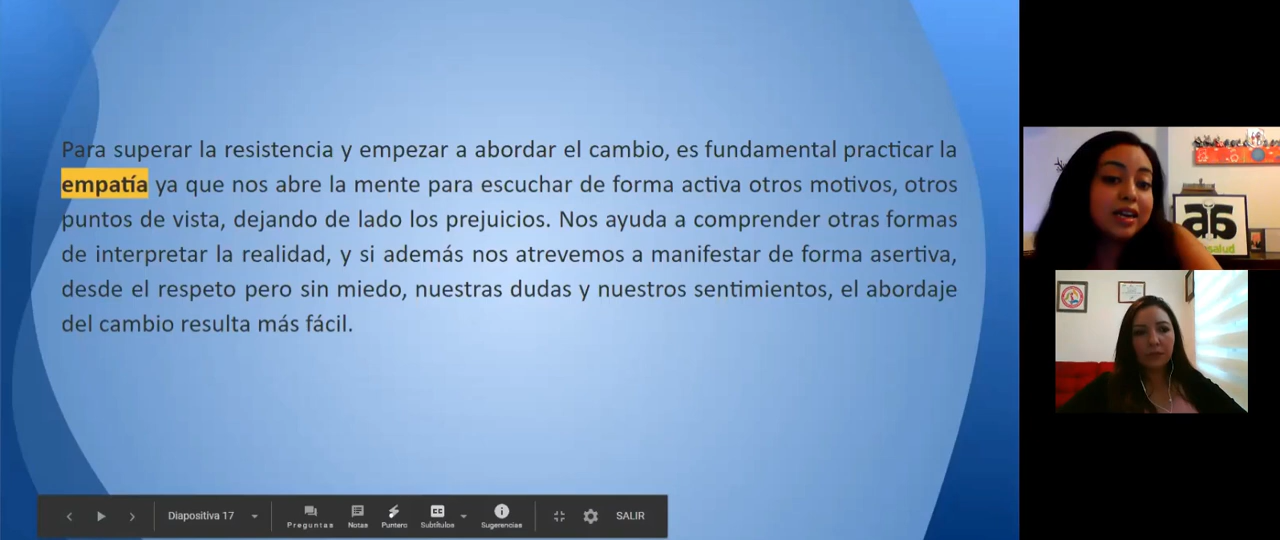 Para superar la resistencia y empezar a abordar el cambio, es fundamental practicar la
empatía ya que nos abre la mente para escuchar de forma activa otros motivos, otros
puntos de vista, dejando de lado los prejuicios. Nos ayuda a comprender otras formas
de interpretar la realidad, y si además nos atrevemos a manifestar de forma asertiva,
desde el respeto pero sin miedo, nuestras dudas y nuestros sentimientos, el abordaje
del cambio resulta más fácil.
Diapositiva 17
Preguntas
Notas
Puntero
Subtítulos
Sugerencias
SALIR
salud